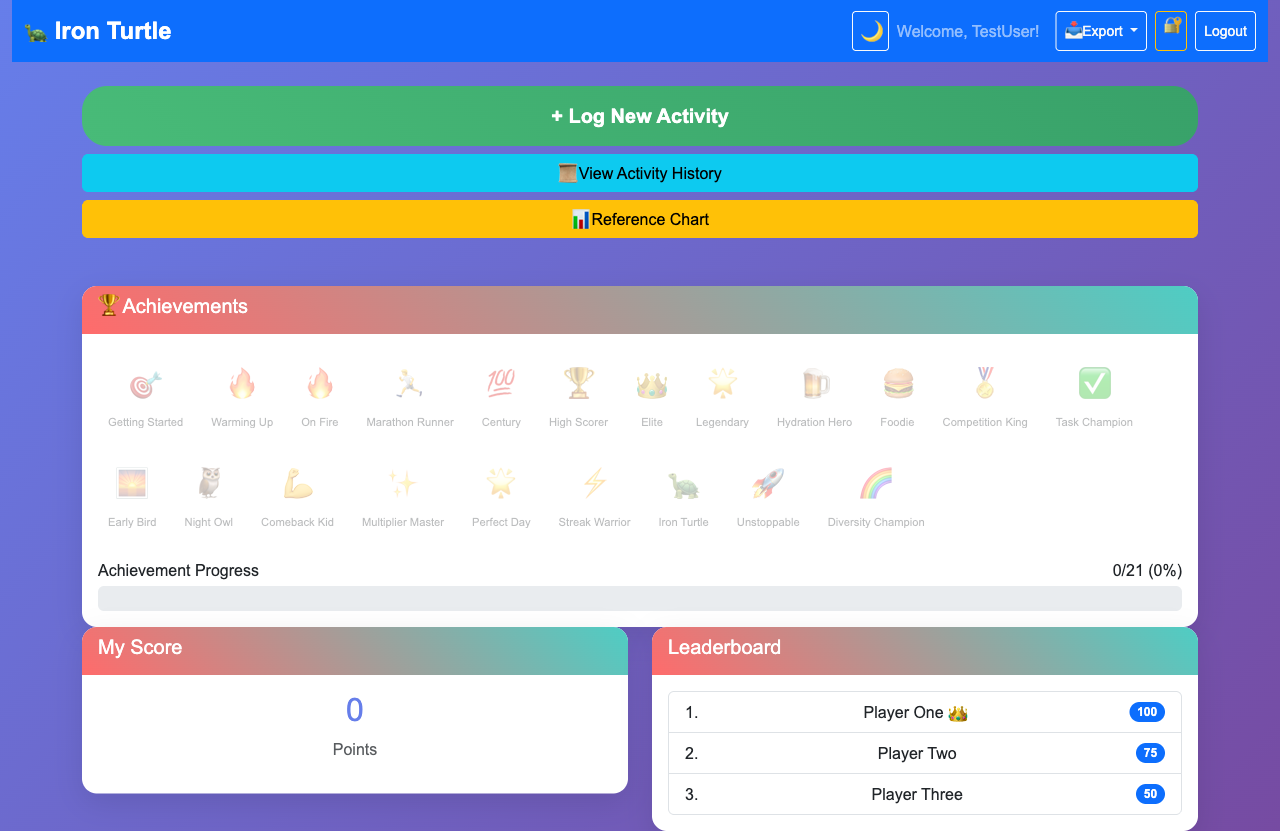 Iron Turtle
Welcome, TestUser!
Export
Logout
+ Log New Activity
View Activity History
Reference Chart
Achievements
Getting Started Warming Up On Fire Marathon Runner Century High Scorer Elite Legendary Hydration Hero Foodie Competition King Task Champion
Early Bird Night Owl Comeback Kid Multiplier Master Perfect Day Streak Warrior Iron Turtle Unstoppable Diversity Champion
Achievement Progress 0/21 (0%)
My Score
0
Points
Leaderboard
1. Player One 100
2. Player Two 75
3. Player Three 50